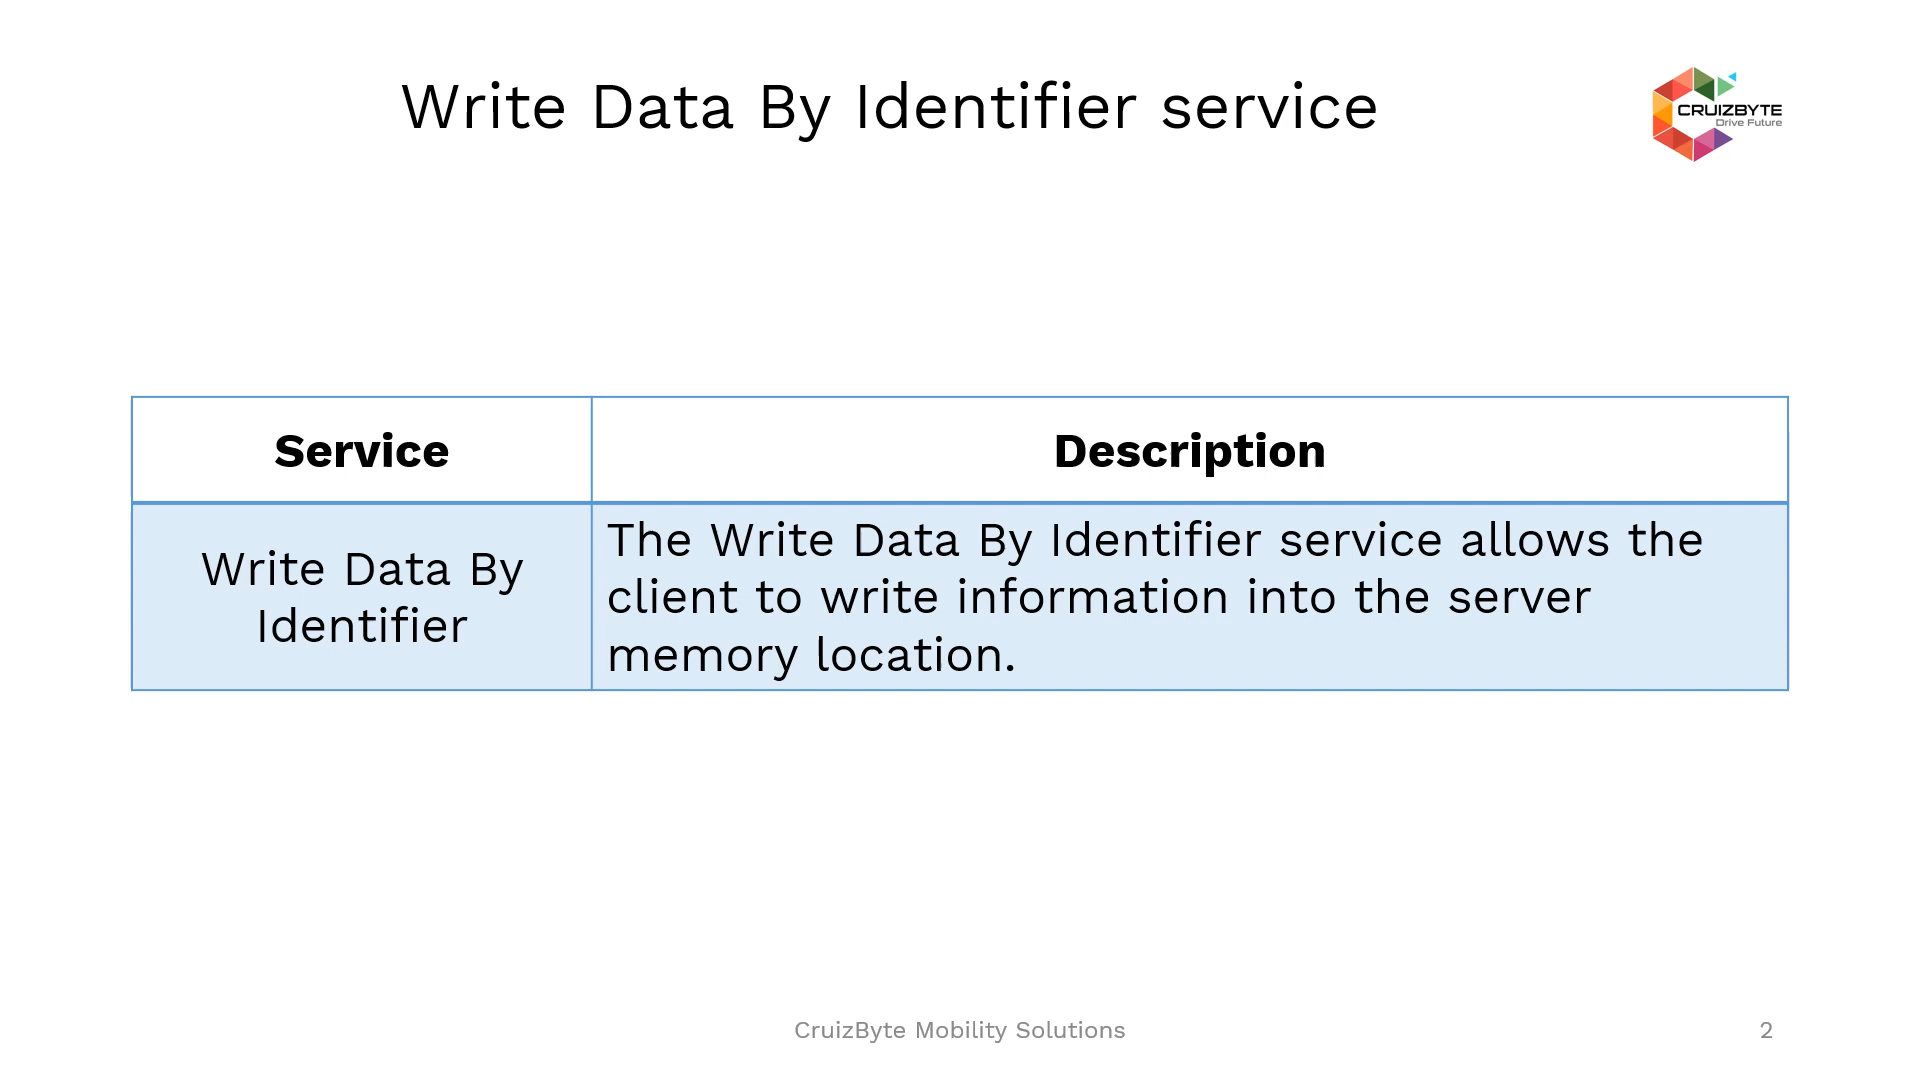 Write Data By Identifier service
CRUIZBYTE
Drive Future
Service
Description
Write Data By
Identifier
The Write Data By Identifier service allows the
client to write information into the server
memory location.
CruizByte Mobility Solutions
2